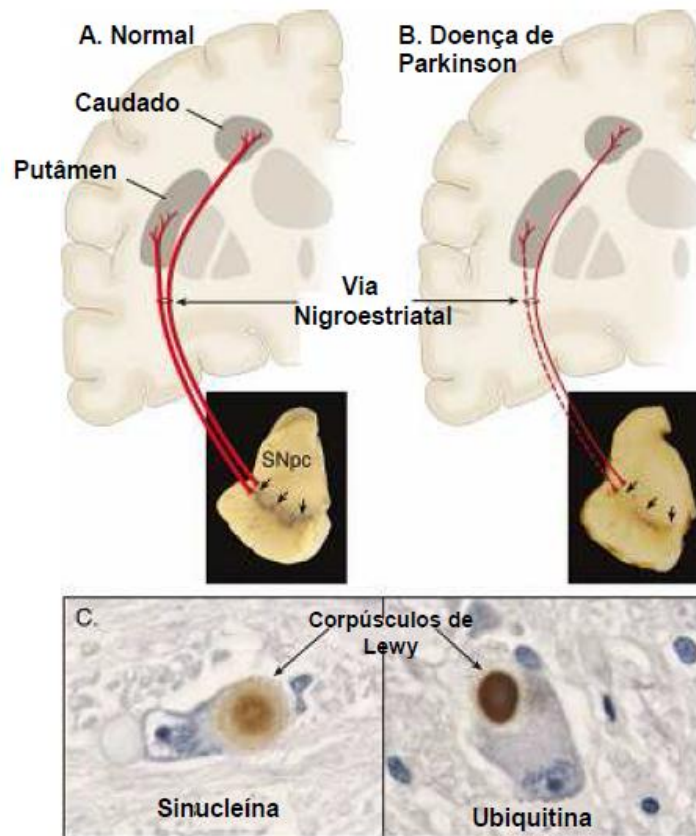 A. Normal
B. Doença de
Parkinson
Caudado
Putâmen
Via
Nigroestriatal
SNpc
C.
Corpúsculos de
Lewy
Sinucleína
Ubiquitina